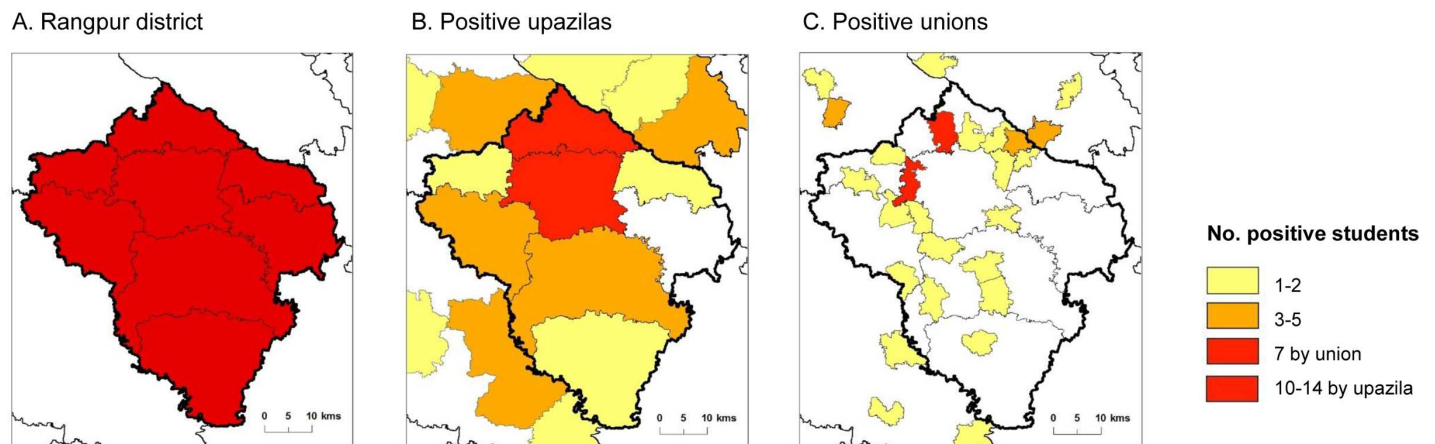 A. Rangpur district
B. Positive upazilas
C. Positive unions
0 5 10 kms
0 5 10 kms
0 5 10 kms
No. positive students
1-2
3-5
7 by union
10-14 by upazila